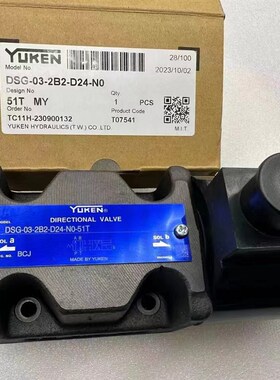 YUKEN
28/100
Model No
2023/10/02
DSG-03-2B2-D24-N0
Design No
Q'ty
51T MY
1 PCS
Order No
Product Code
TC11H-230900132
T07541
YUKEN HYDRAULICS (T.W.) CO., LTD.
M.I.T.
YUKEN
MODEL
DIRECTIONAL VALVE
DSG-03-2B2-D24-N0-51T
SOL a
SOL b
BCJ
MADE BY YUKEN